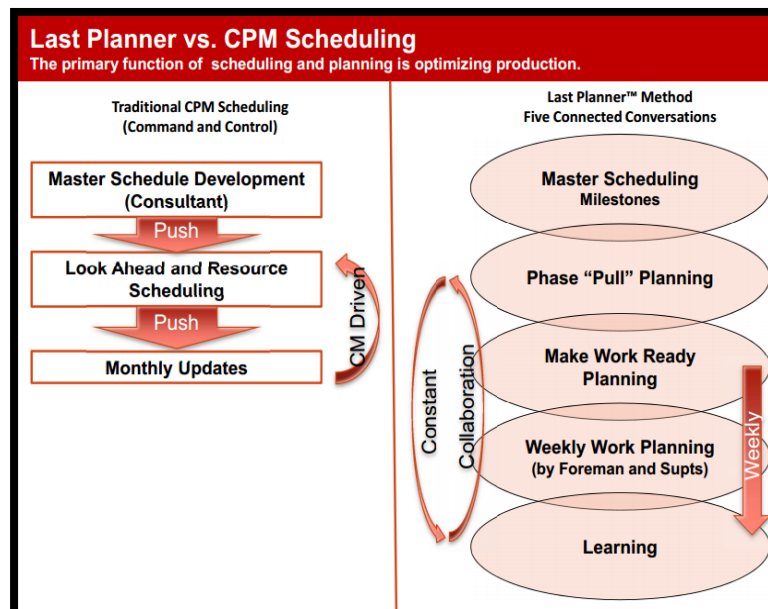 Last Planner vs. CPM Scheduling
The primary function of scheduling and planning is optimizing production.
Traditional CPM Scheduling
(Command and Control)
Master Schedule Development
(Consultant)
Push
Look Ahead and Resource
Scheduling
Push
Monthly Updates
CM Driven
Last Planner™ Method
Five Connected Conversations
Master Scheduling
Milestones
Phase “Pull” Planning
Make Work Ready
Planning
Weekly Work Planning
(by Foreman and Supts)
Learning
Constant
Collaboration
Weekly